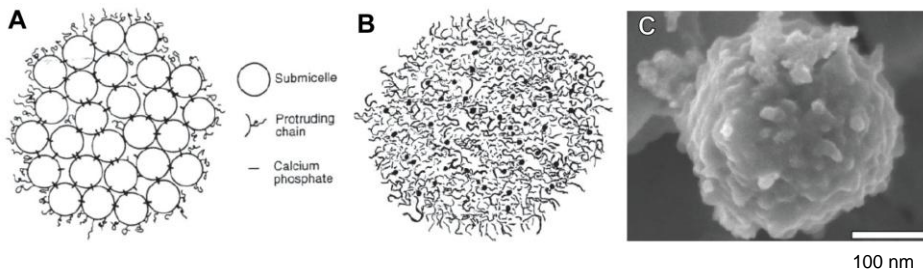 A
Submicelle
Protruding
chain
Calcium
phosphate
B
C
100 nm